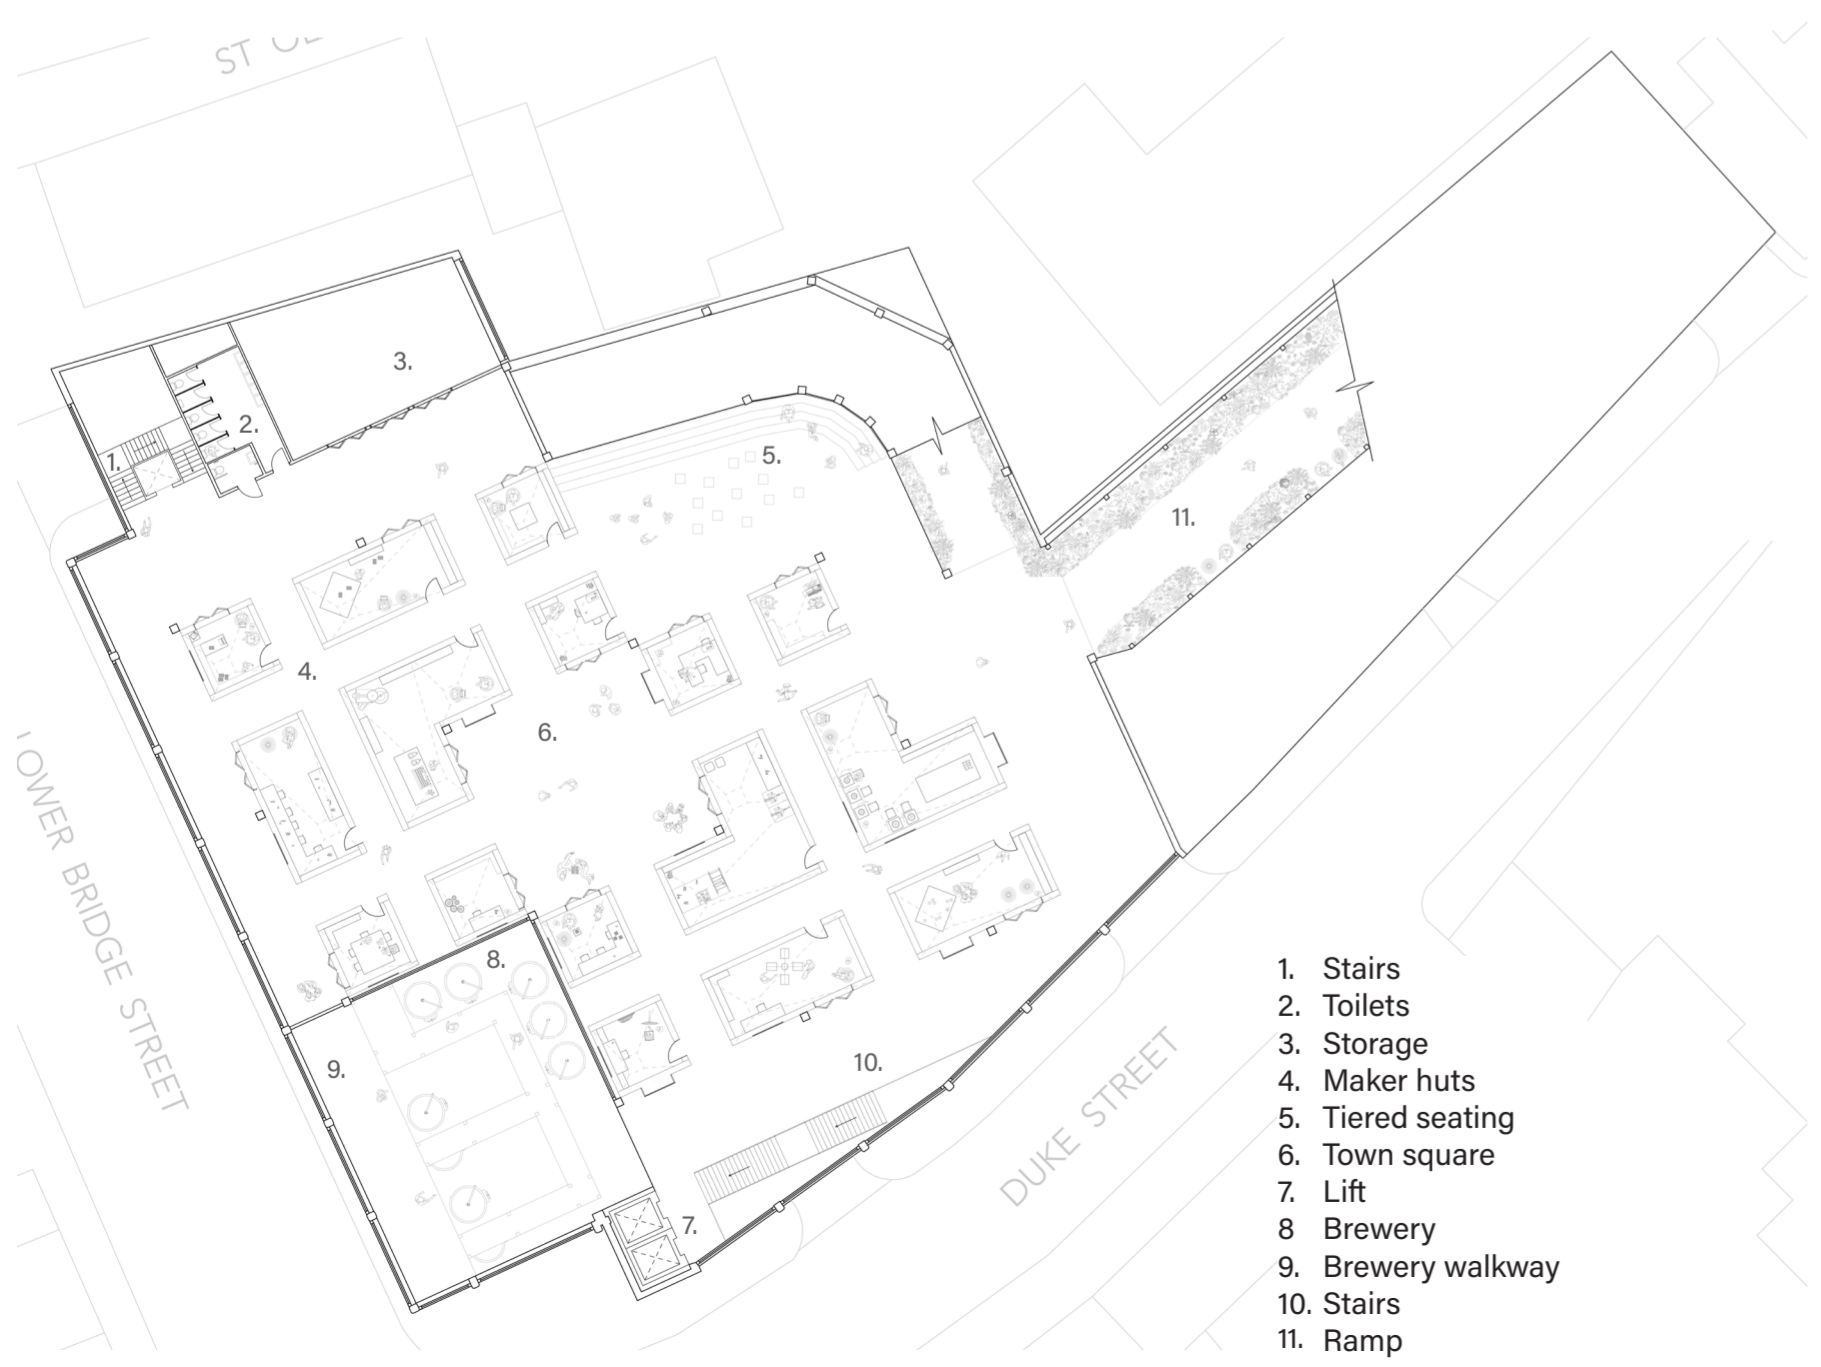 ST
3.
2.
1.
5.
11.
4.
6.
OWER BRIDGE STREET
8.
9.
10.
DUKE STREET
7.
1. Stairs
2. Toilets
3. Storage
4. Maker huts
5. Tiered seating
6. Town square
7. Lift
8 Brewery
9. Brewery walkway
10. Stairs
11. Ramp